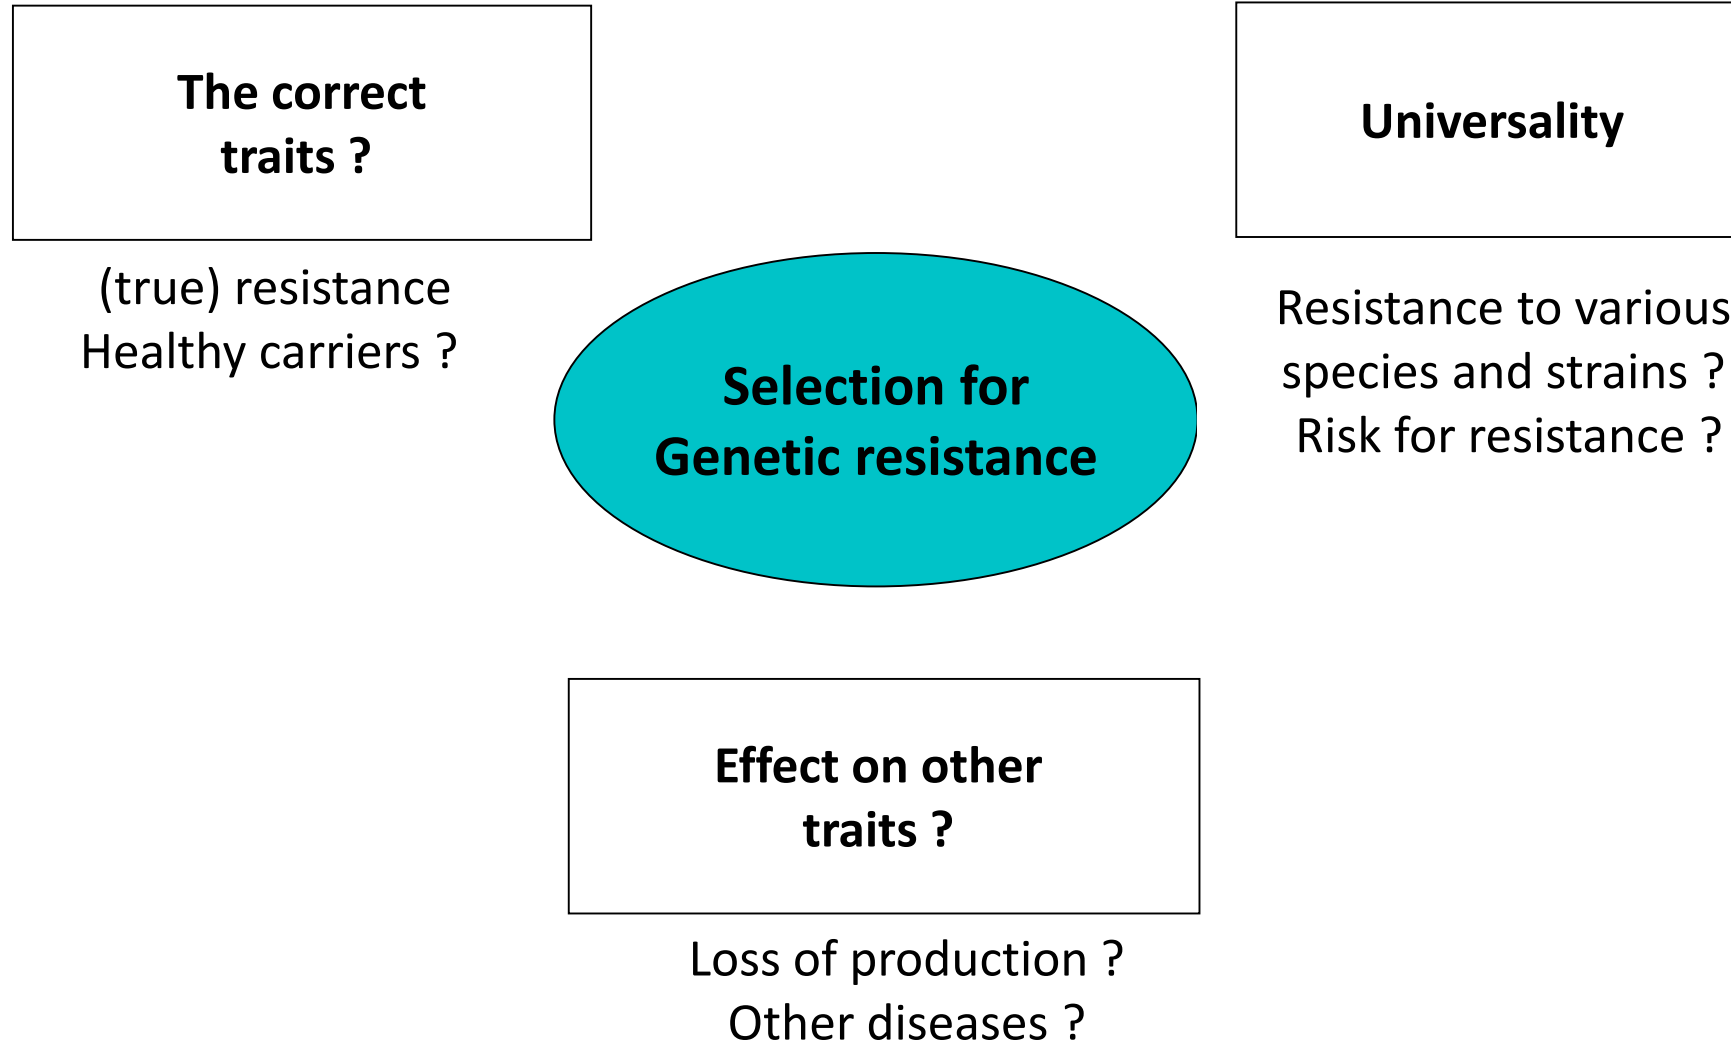 The correct
traits ?
(true) resistance
Healthy carriers ?
Universality
Resistance to various
species and strains ?
Risk for resistance ?
Selection for
Genetic resistance
Effect on other
traits ?
Loss of production ?
Other diseases ?